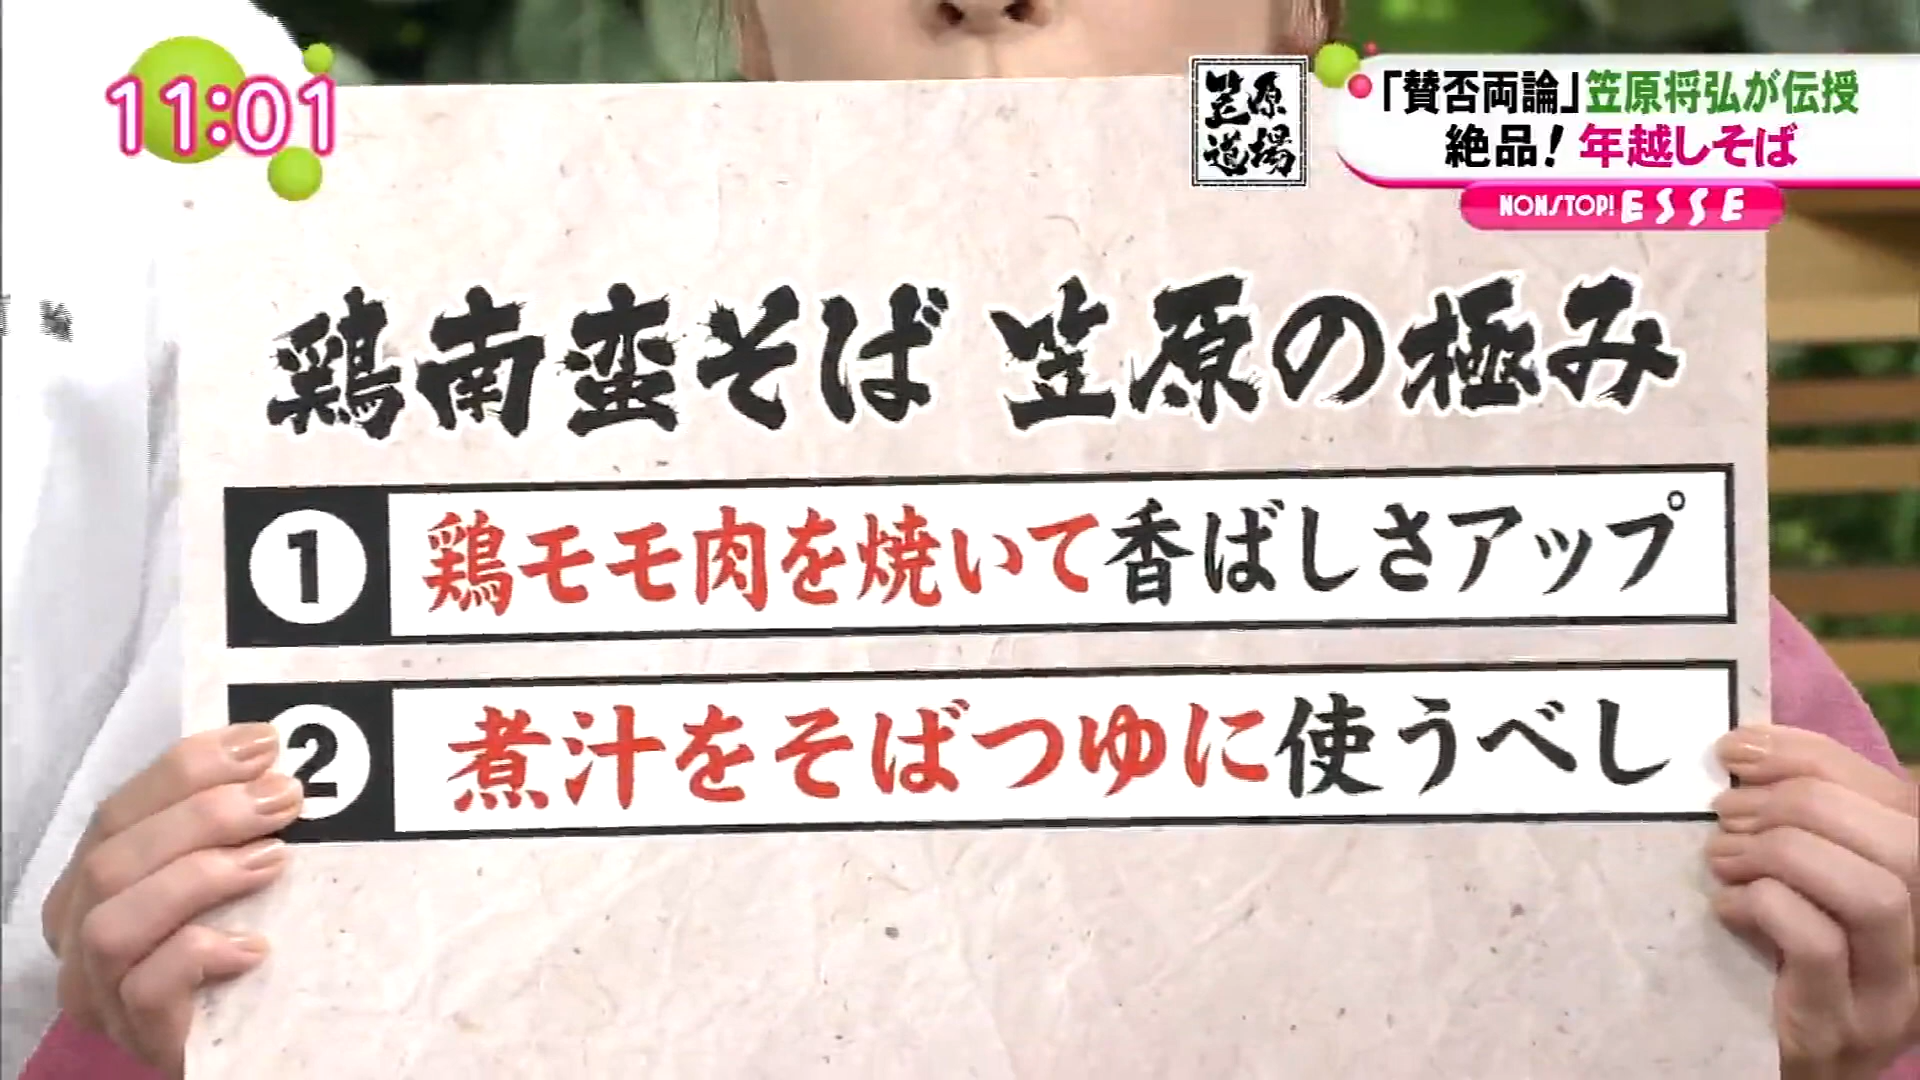 11:01
笠原
道場
「賛否両論」笠原将弘が伝授
絶品！年越しそば
NONSTOP! ESSE
鶏南蛮そば 笠原の極み
1 鶏モモ肉を焼いて香ばしさアップ
2 煮汁をそばつゆに使うべし